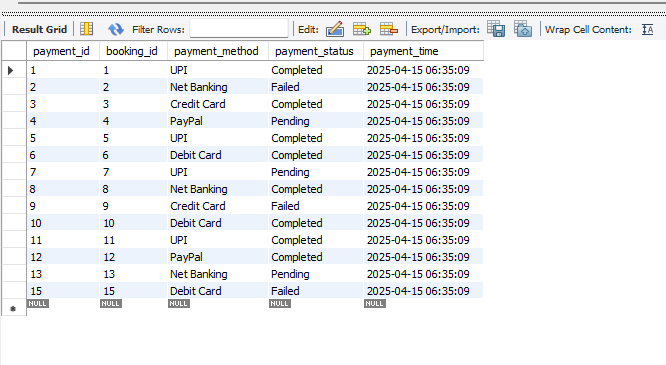 Result Grid Filter Rows: Edit: Export/Import: Wrap Cell Content: IA
payment_id booking_id payment_method payment_status payment_time
1 1 UPI Completed 2025-04-15 06:35:09
2 2 Net Banking Failed 2025-04-15 06:35:09
3 3 Credit Card Completed 2025-04-15 06:35:09
4 4 PayPal Pending 2025-04-15 06:35:09
5 5 UPI Completed 2025-04-15 06:35:09
6 6 Debit Card Completed 2025-04-15 06:35:09
7 7 UPI Pending 2025-04-15 06:35:09
8 8 Net Banking Completed 2025-04-15 06:35:09
9 9 Credit Card Failed 2025-04-15 06:35:09
10 10 Debit Card Completed 2025-04-15 06:35:09
11 11 UPI Completed 2025-04-15 06:35:09
12 12 PayPal Completed 2025-04-15 06:35:09
13 13 Net Banking Pending 2025-04-15 06:35:09
15 15 Debit Card Failed 2025-04-15 06:35:09
NULL NULL NULL NULL NULL